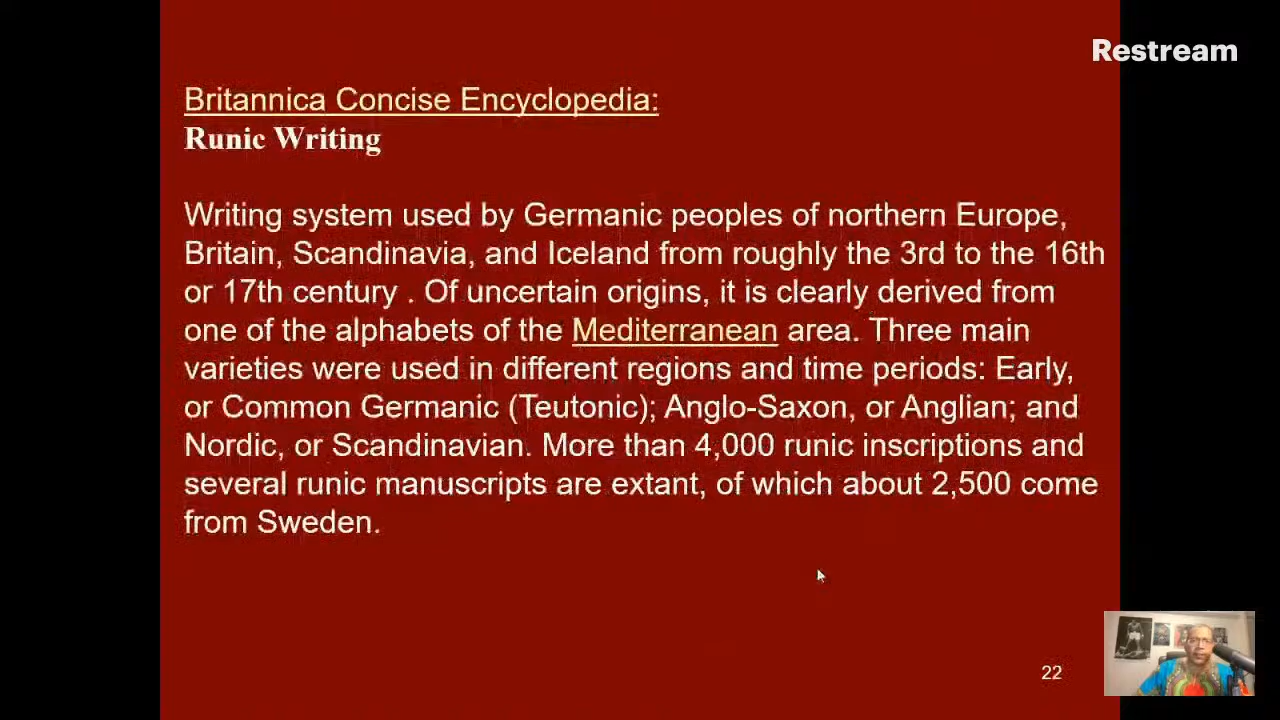 Restream
Britannica Concise Encyclopedia:
Runic Writing
Writing system used by Germanic peoples of northern Europe,
Britain, Scandinavia, and Iceland from roughly the 3rd to the 16th
or 17th century . Of uncertain origins, it is clearly derived from
one of the alphabets of the Mediterranean area. Three main
varieties were used in different regions and time periods: Early,
or Common Germanic (Teutonic); Anglo-Saxon, or Anglian; and
Nordic, or Scandinavian. More than 4,000 runic inscriptions and
several runic manuscripts are extant, of which about 2,500 come
from Sweden.
22